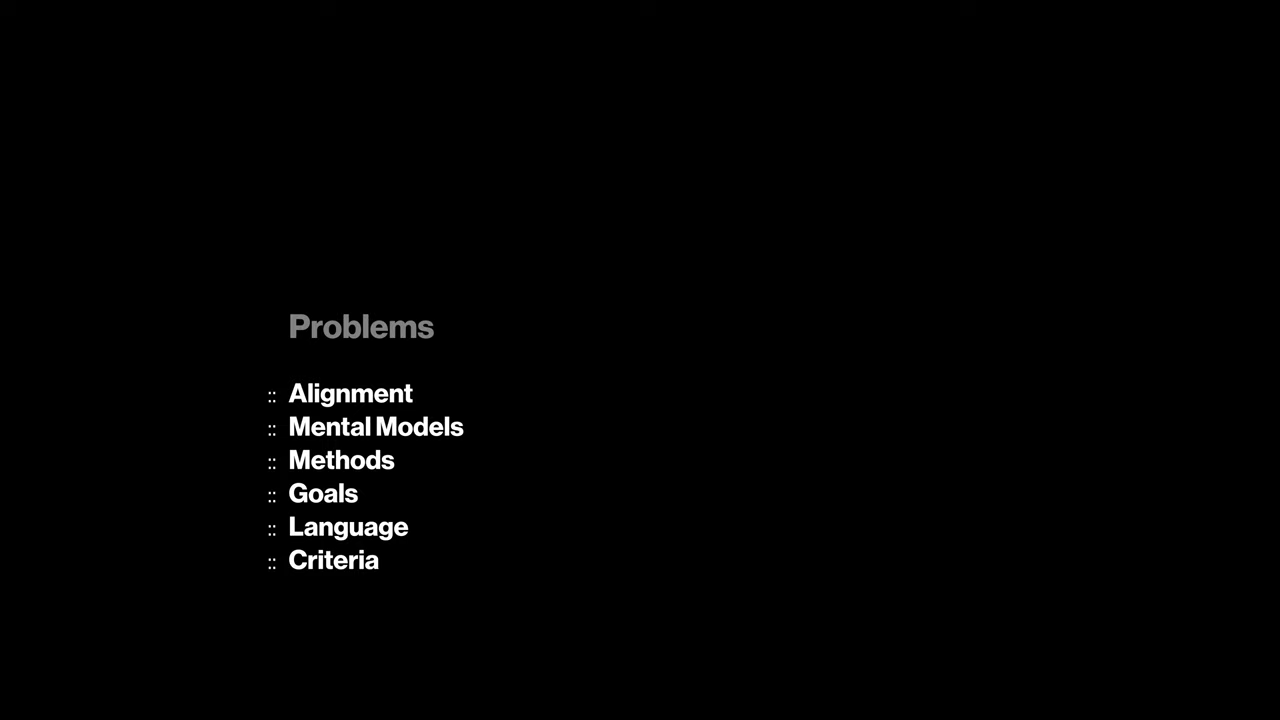 Problems
:: Alignment
:: Mental Models
:: Methods
:: Goals
:: Language
:: Criteria